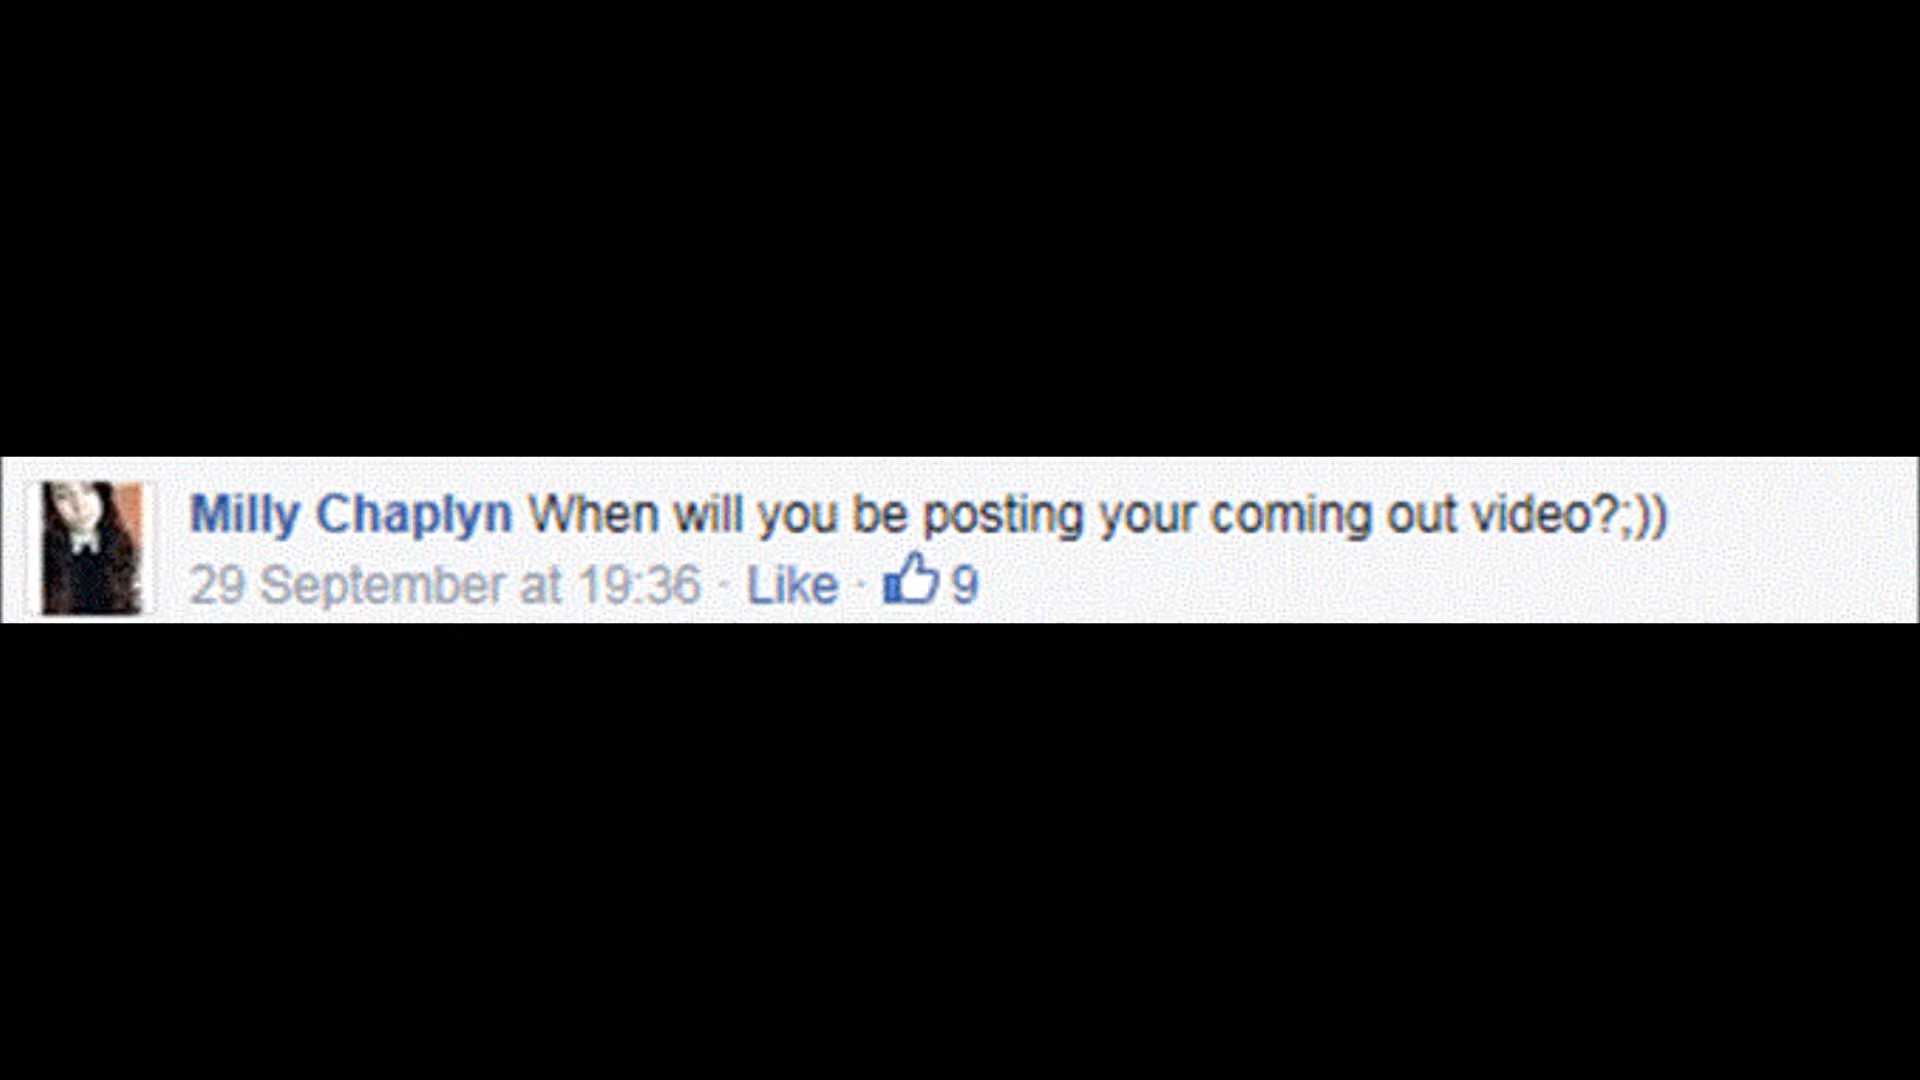 Milly Chaplyn When will you be posting your coming out video?;))
29 September at 19:36 · Like · 9